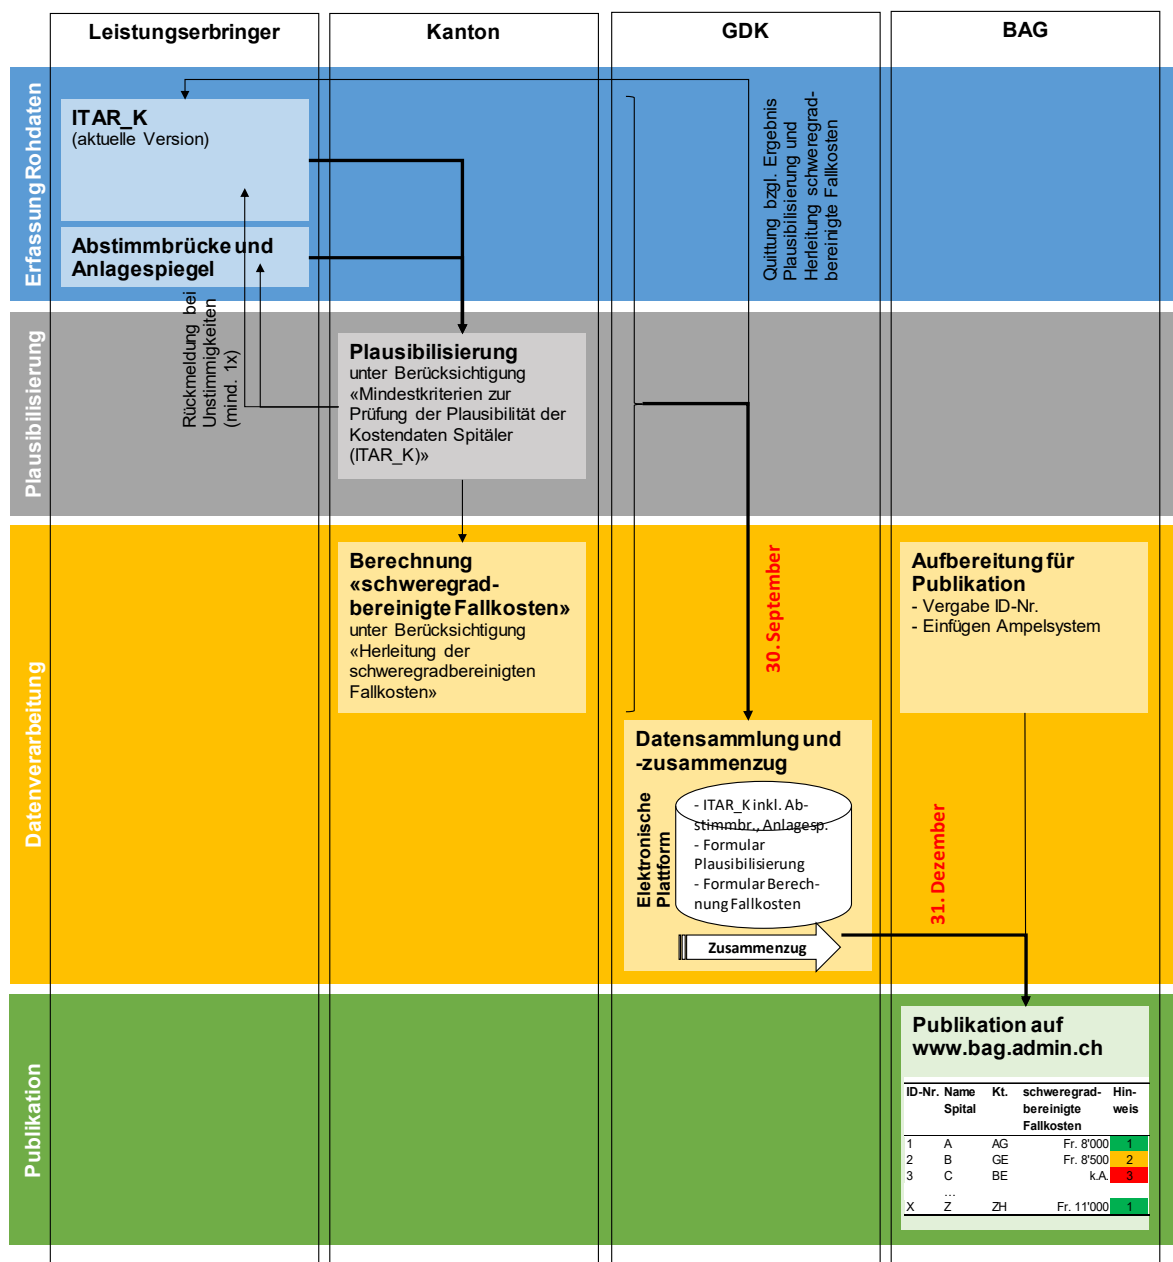 Leistungserbringer
Kanton
GDK
BAG
Erfassung Rohdaten
ITAR_K
(aktuelle Version)
Abstimmbrücke und
Anlagespiegel
Quittung bzgl. Ergebnis
Plausibilisierung und
Herleitung schweregrad-
bereinigte Fallkosten
Plausibilisierung
Rückmeldung bei
Unstimmigkeiten
(mind. 1x)
Plausibilisierung
unter Berücksichtigung
«Mindestkriterien zur
Prüfung der Plausibilität der
Kostendaten Spitäler
(ITAR_K)»
Datenverarbeitung
Berechnung
«schweregrad-
bereinigte Fallkosten»
unter Berücksichtigung
«Herleitung der
schweregradbereinigten
Fallkosten»
30. September
Datensammlung und
-zusammenzug
Elektronische
Plattform
- ITAR_K inkl. Ab-
stimmbr., Anlagesp.
- Formular
Plausibilisierung
- Formular Berech-
nung Fallkosten
Zusammenzug
Aufbereitung für
Publikation
- Vergabe ID-Nr.
- Einfügen Ampelsystem
31. Dezember
Publikation
Publikation auf
www.bag.admin.ch
ID-Nr. Name Kt. schweregrad- Hin-
Spital bereinigte weis
Fallkosten
1 A AG Fr. 8'000 1
2 B GE Fr. 8'500 2
3 C BE k.A. 3
...
X Z ZH Fr. 11'000 1